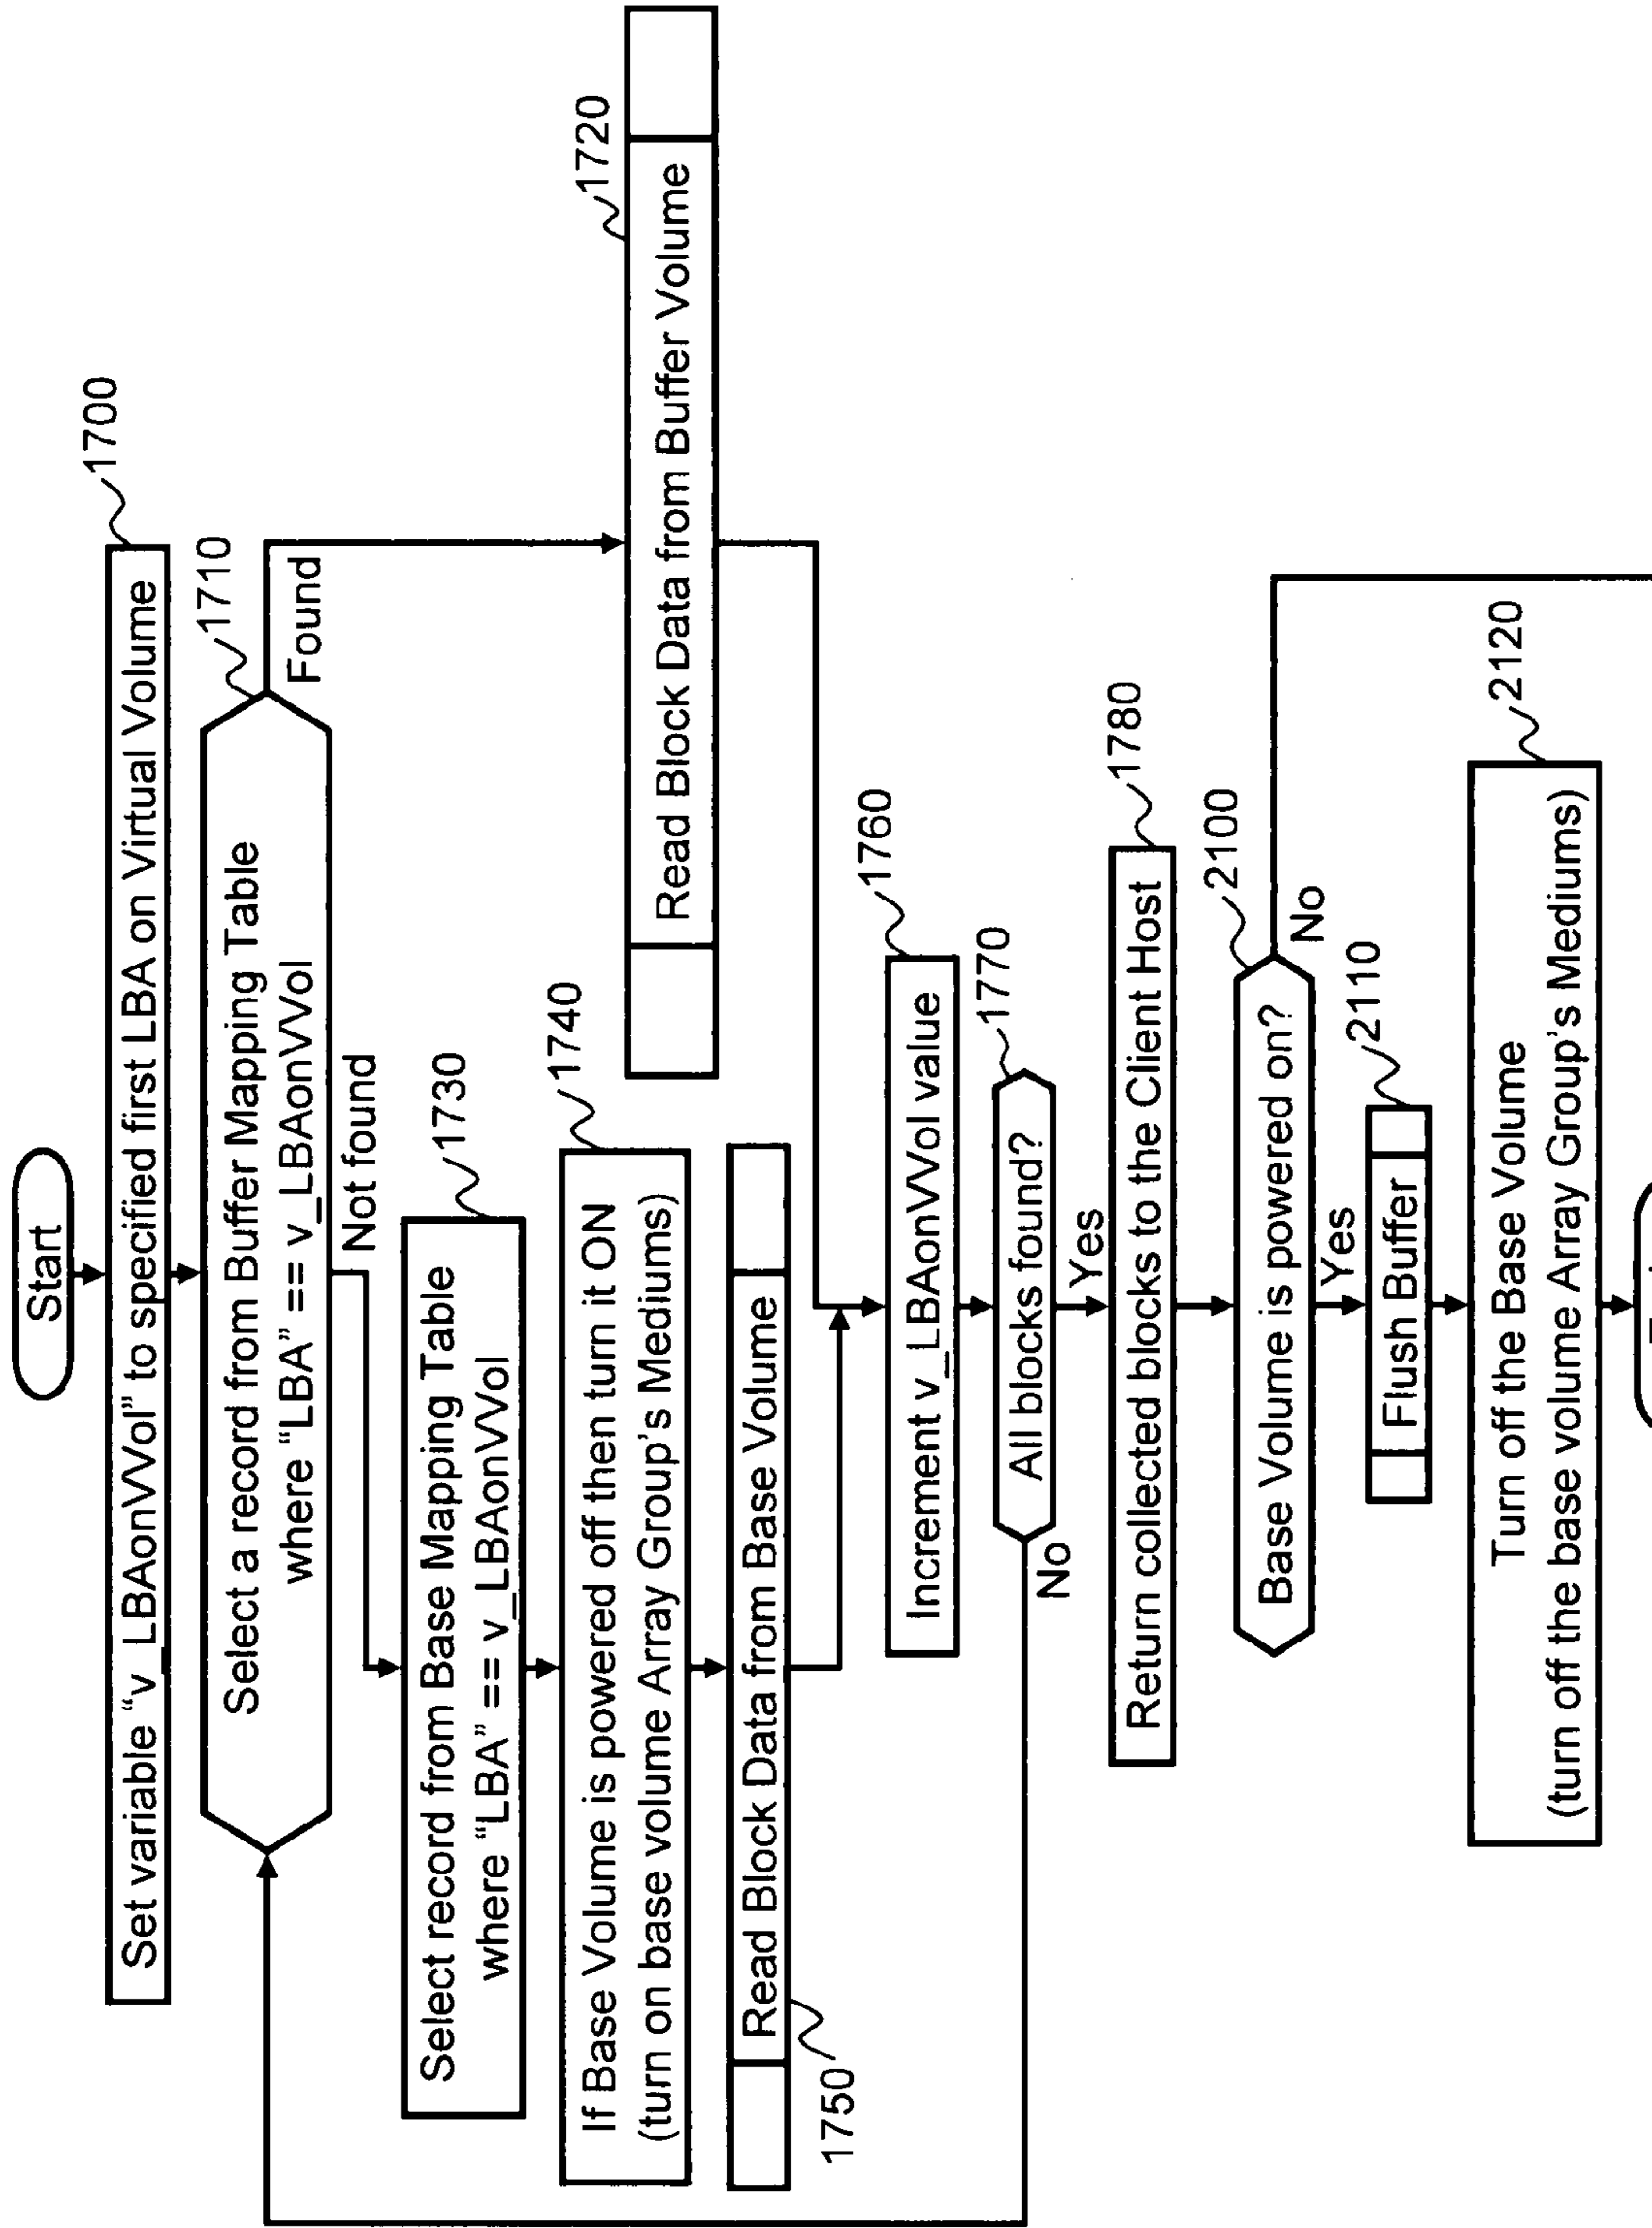 Start
1700
Set variable “v_LBAonVVol” to specified first LBA on Virtual Volume
1710
Select a record from Buffer Mapping Table
where “LBA” == v_LBAonVVol
Found
Not found
1730
Select record from Base Mapping Table
where “LBA” == v_LBAonVVol
1740
If Base Volume is powered off then turn it ON
(turn on base volume Array Group's Mediums)
1720
Read Block Data from Buffer Volume
Read Block Data from Base Volume
1750
1760
Increment v_LBAonVVol value
1770
All blocks found?
No
Yes
1780
Return collected blocks to the Client Host
2100
Base Volume is powered on?
No
Yes
2110
Flush Buffer
2120
Turn off the Base Volume
(turn off the base volume Array Group's Mediums)